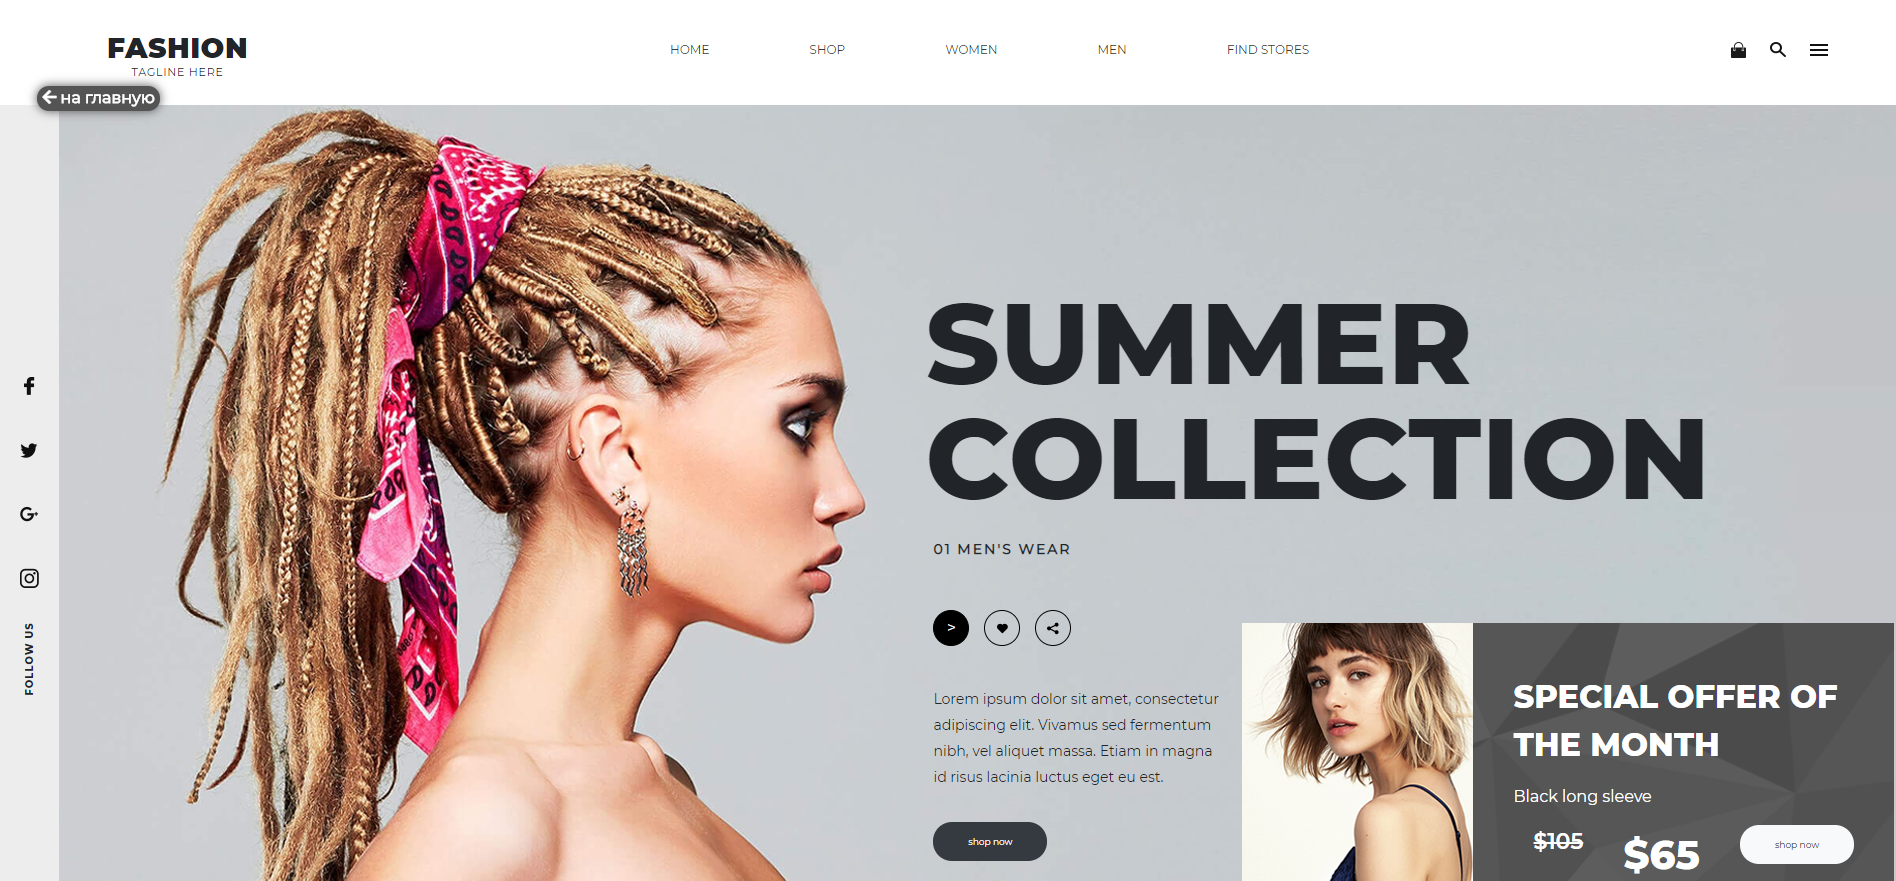 FASHION
TAGLINE HERE
HOME
SHOP
WOMEN
MEN
FIND STORES
на главную
SUMMER
COLLECTION
01 MEN'S WEAR
>
FOLLOW US
Lorem ipsum dolor sit amet, consectetur
adipiscing elit. Vivamus sed fermentum
nibh, vel aliquet massa. Etiam in magna
id risus lacinia luctus eget eu est.
shop now
SPECIAL OFFER OF
THE MONTH
Black long sleeve
$105
$65
shop now